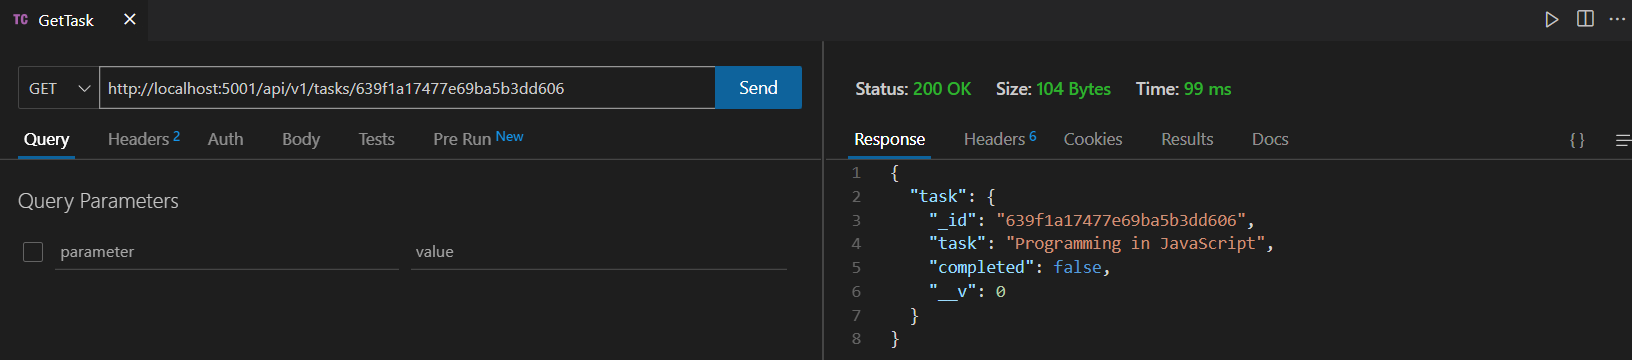 TC GetTask
GET http://localhost:5001/api/v1/tasks/639f1a17477e69ba5b3dd606 Send
Query Headers 2 Auth Body Tests Pre Run New
Query Parameters
parameter value
Status: 200 OK Size: 104 Bytes Time: 99 ms
Response Headers 6 Cookies Results Docs { }
1 {
2 "task": {
3 "_id": "639f1a17477e69ba5b3dd606",
4 "task": "Programming in JavaScript",
5 "completed": false,
6 "__v": 0
7 }
8 }